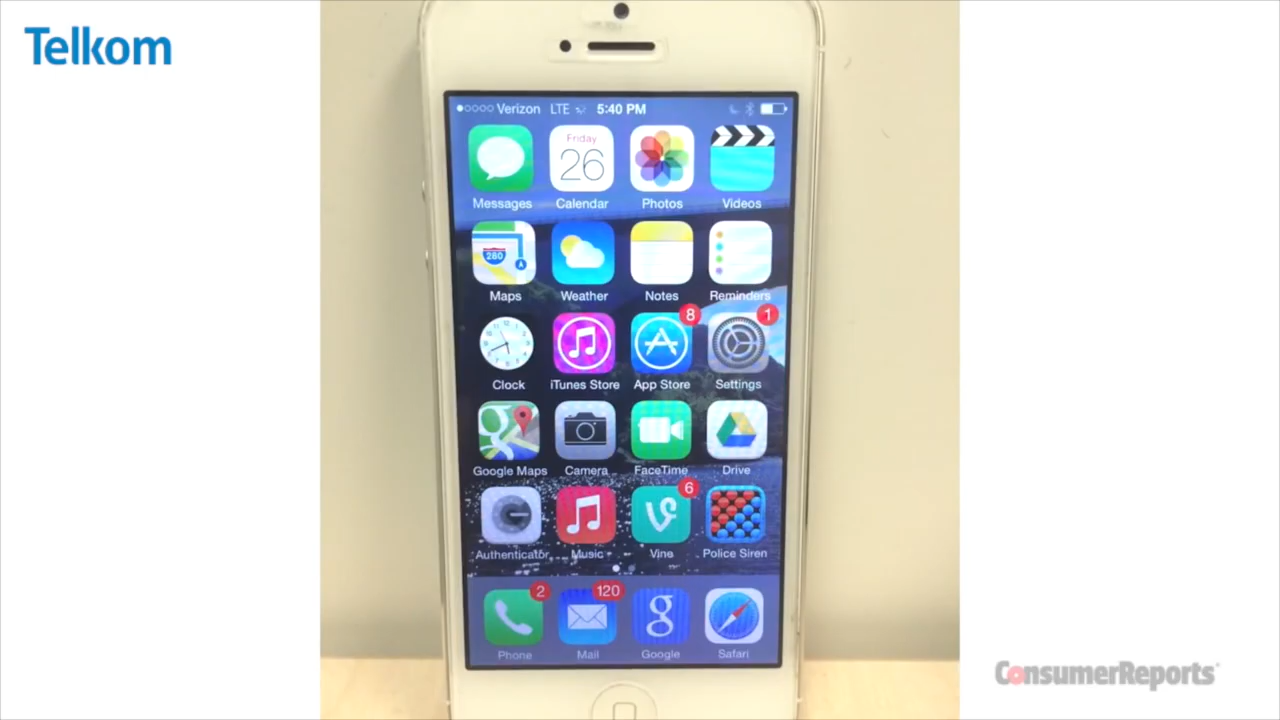 Telkom
Verizon LTE 5:40 PM
Friday
26
Messages Calendar Photos Videos
280
Maps Weather Notes Reminders
8 1
Clock iTunes Store App Store Settings
Google Maps Camera FaceTime Drive
6
Authenticator Music Vine Police Siren
2 120
g
Phone Mail Google Safari
ConsumerReports